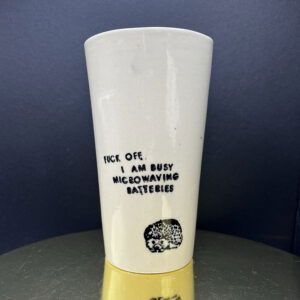 FUCK OFF.
I AM BUSY
MICROWAVING
BATTERIES